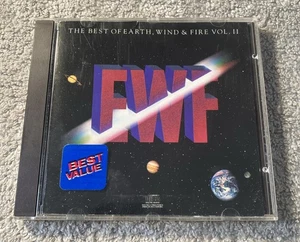 THE BEST OF EARTH, WIND & FIRE VOL. II
EWF
BEST
VALUE